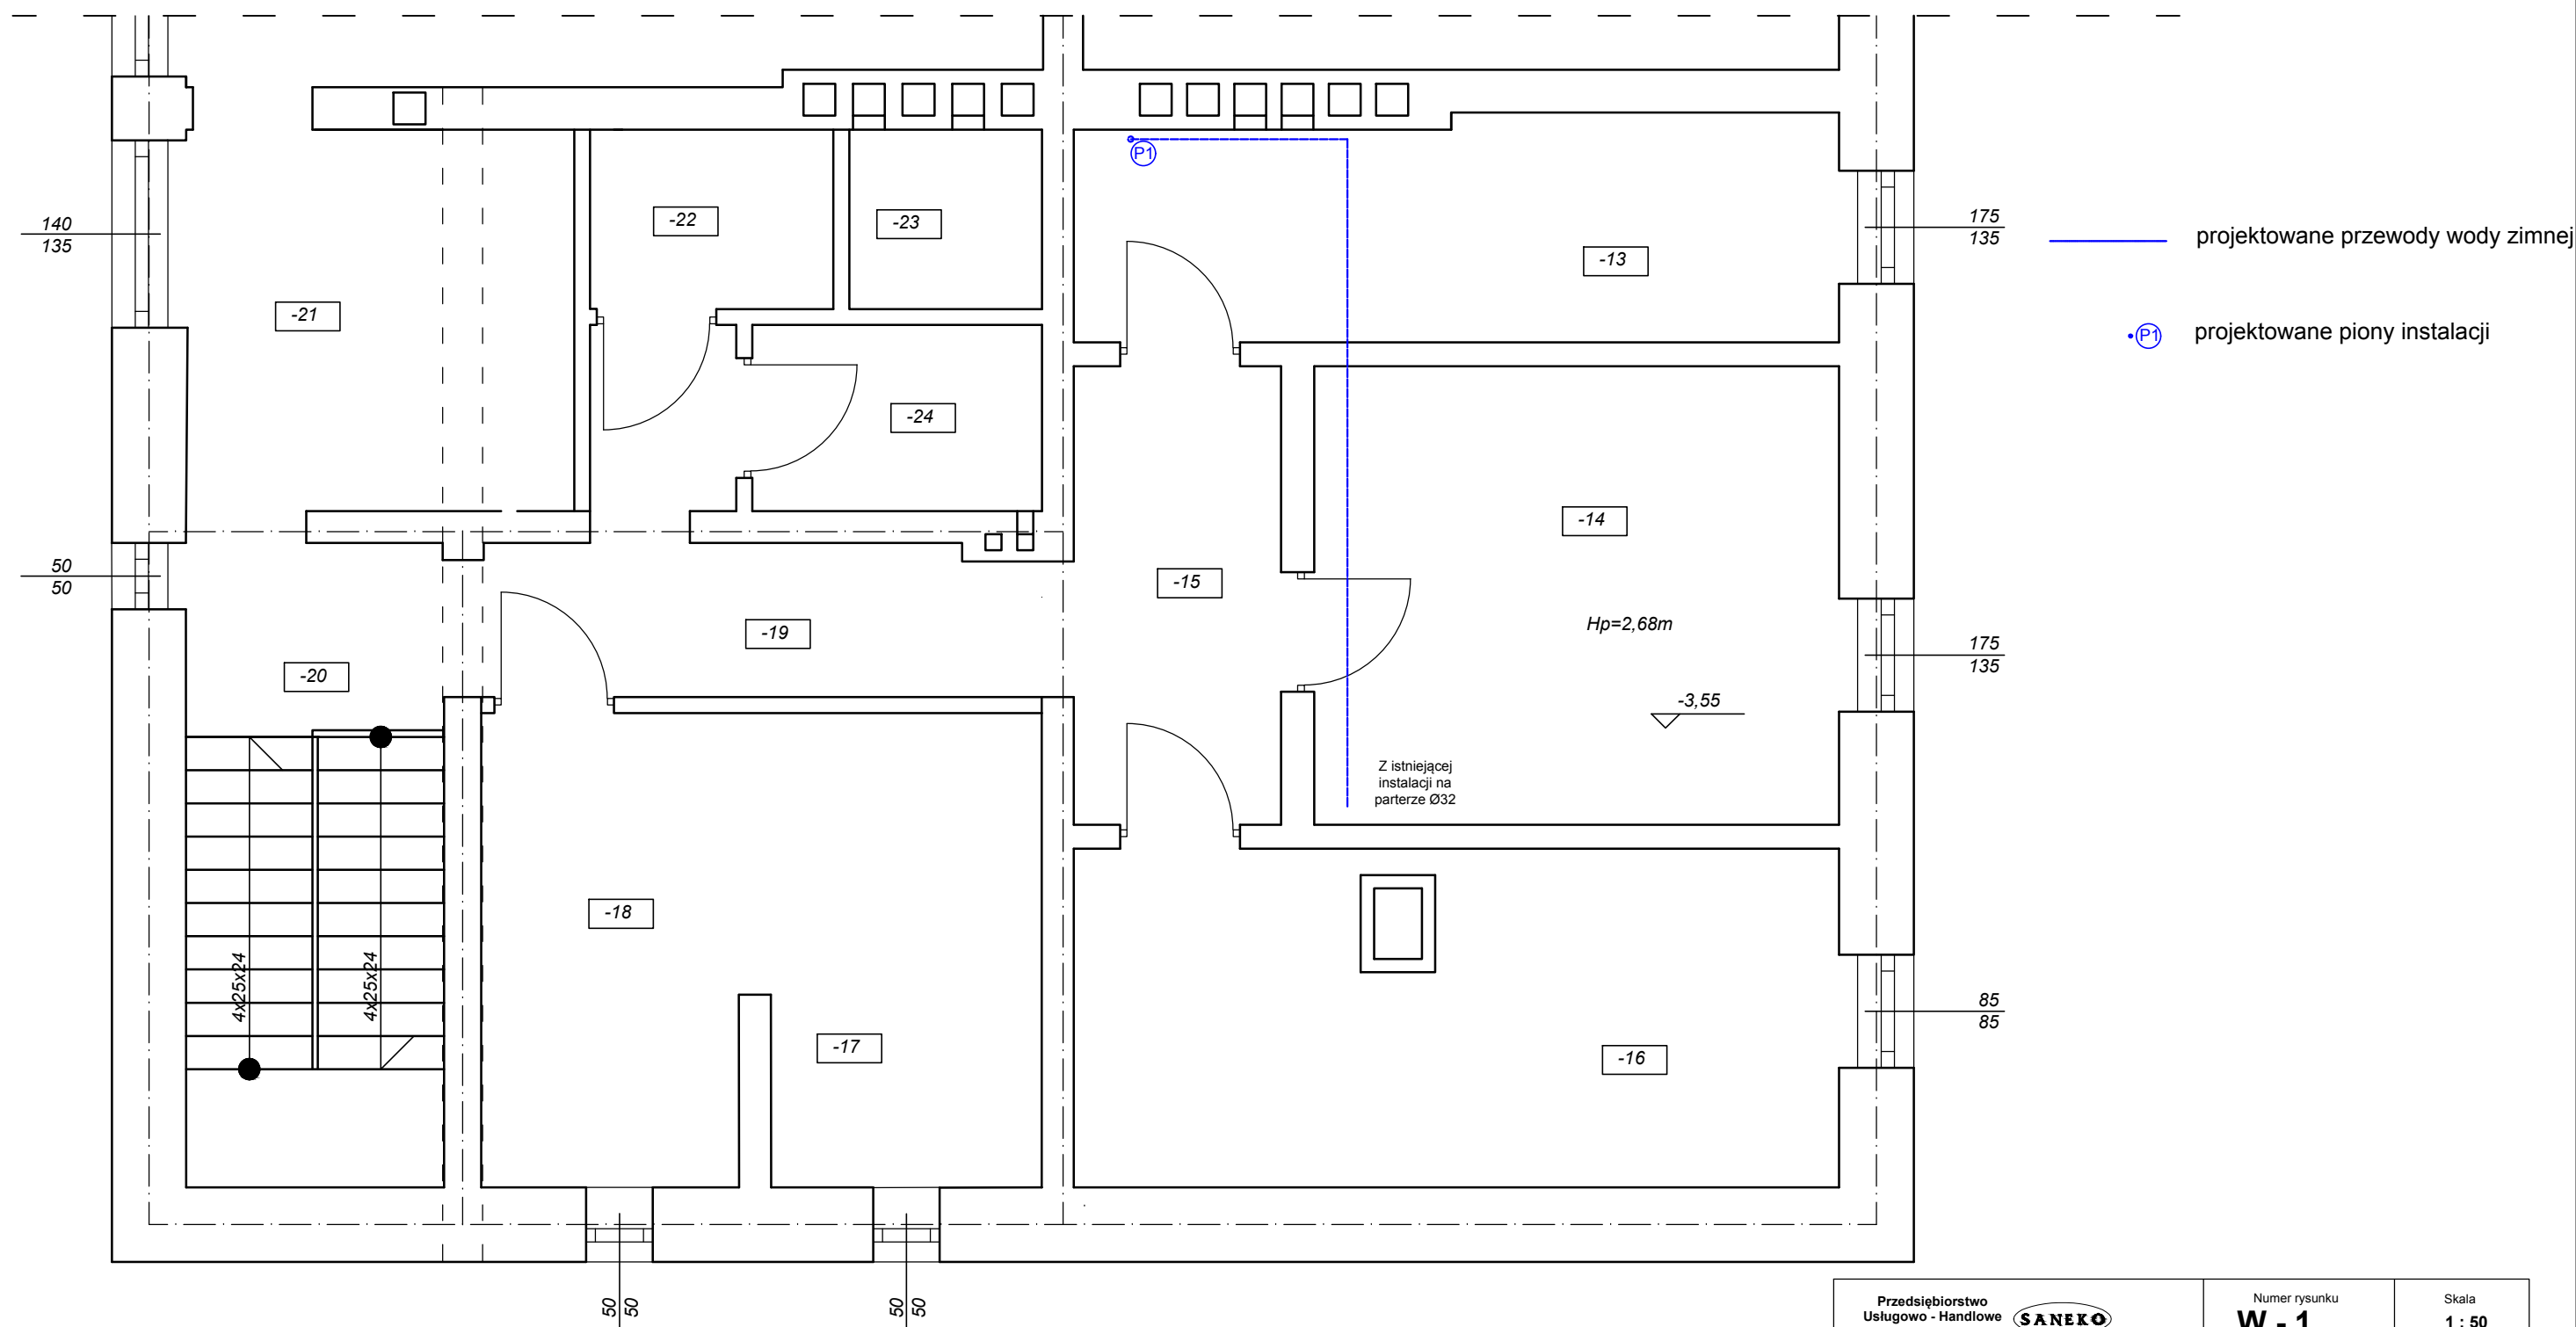 140
135
-22
-23
175
135
projektowane przewody wody zimnej
P1
-13
-21
P1
projektowane piony instalacji
-24
-14
50
50
-15
Hp=2,68m
-19
175
135
-20
-3,55
Z istniejącej
instalacji na
parterze Ø32
-18
4x25x24
4x25x24
85
85
-17
-16
50
50
50
50
Przedsiębiorstwo
Usługowo - Handlowe
SANEKO
Numer rysunku
W - 1
Skala
1 : 50